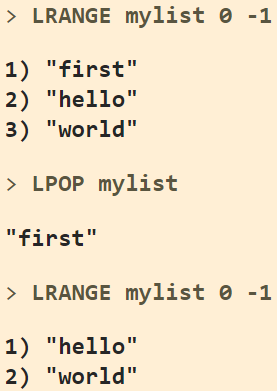 > LRANGE mylist 0 -1
1) "first"
2) "hello"
3) "world"
> LPOP mylist
"first"
> LRANGE mylist 0 -1
1) "hello"
2) "world"